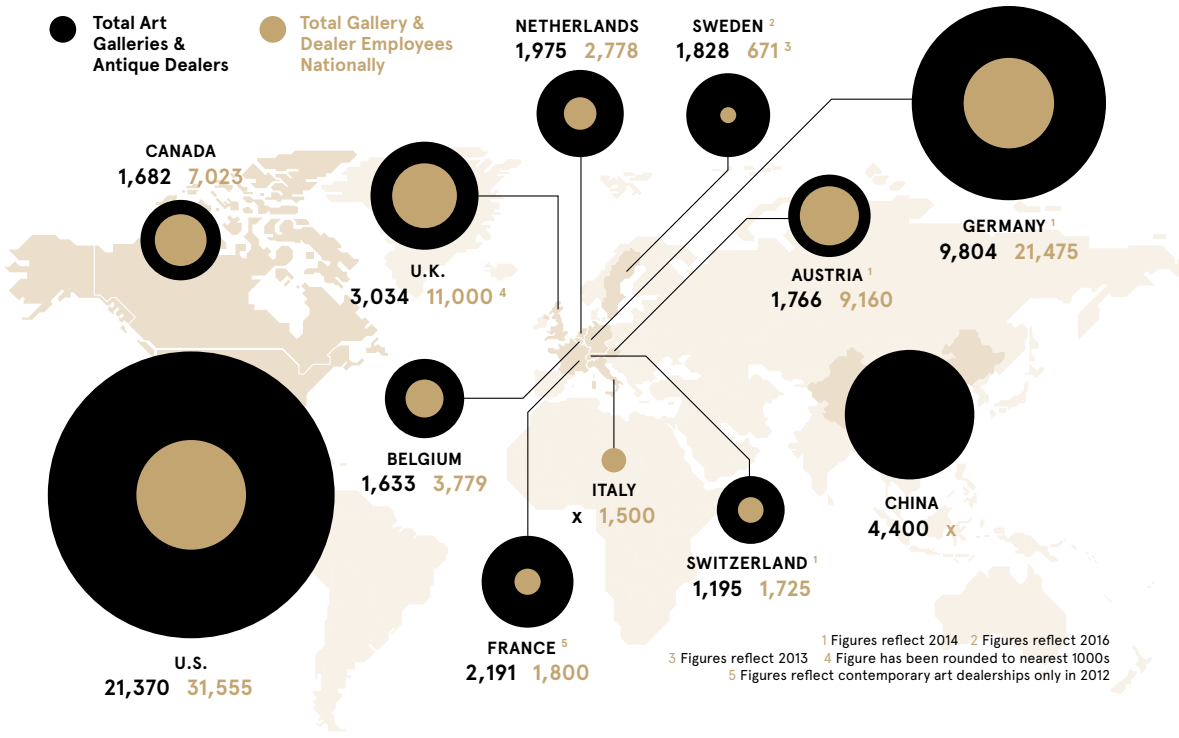 Total Art
Galleries &
Antique Dealers
Total Gallery &
Dealer Employees
Nationally
NETHERLANDS
1,975 2,778
SWEDEN 2
1,828 671 3
CANADA
1,682 7,023
U.K.
3,034 11,000 4
AUSTRIA 1
1,766 9,160
GERMANY 1
9,804 21,475
BELGIUM
1,633 3,779
ITALY
x 1,500
CHINA
4,400 x
SWITZERLAND 1
1,195 1,725
FRANCE 5
2,191 1,800
U.S.
21,370 31,555
1 Figures reflect 2014 2 Figures reflect 2016
3 Figures reflect 2013 4 Figure has been rounded to nearest 1000s
5 Figures reflect contemporary art dealerships only in 2012